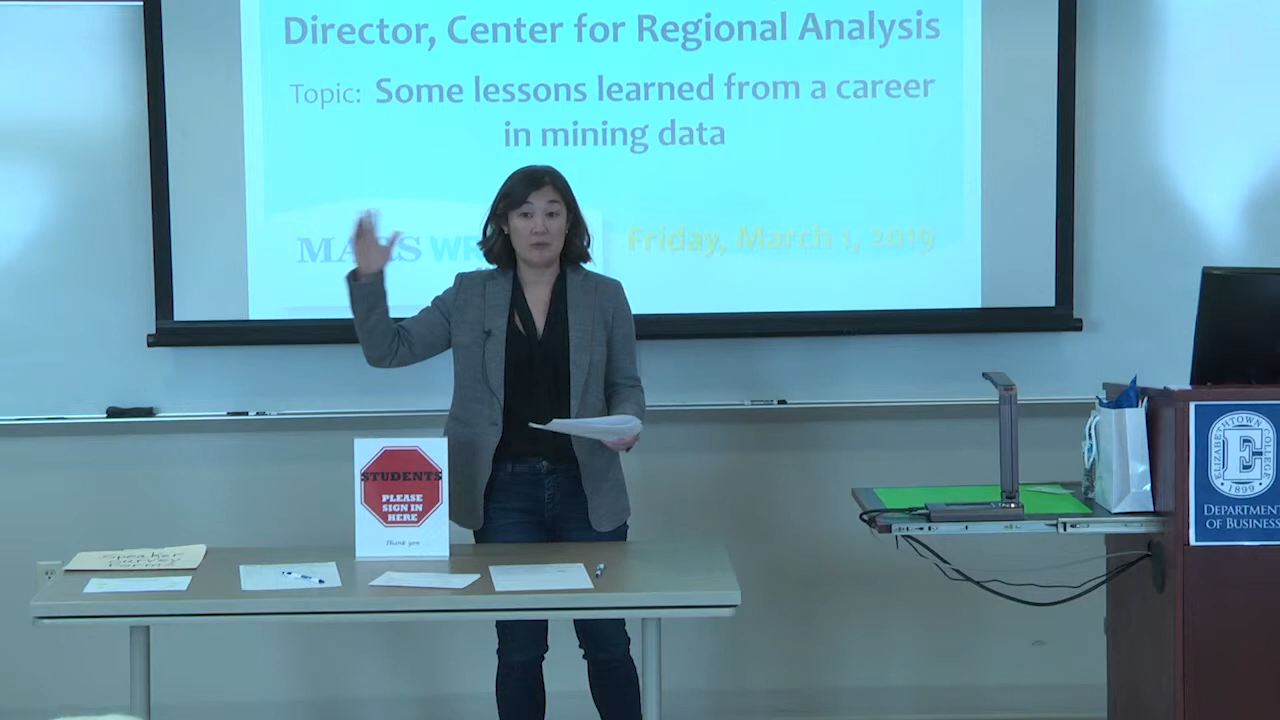 Director, Center for Regional Analysis
Topic: Some lessons learned from a career
in mining data
Friday, March 1, 2019
STUDENTS
PLEASE
SIGN IN
HERE
Thank you
Speaker
Survey
Forms
ELIZABETHTOWN COLLEGE
E
1899
DEPARTMENT
OF BUSINESS